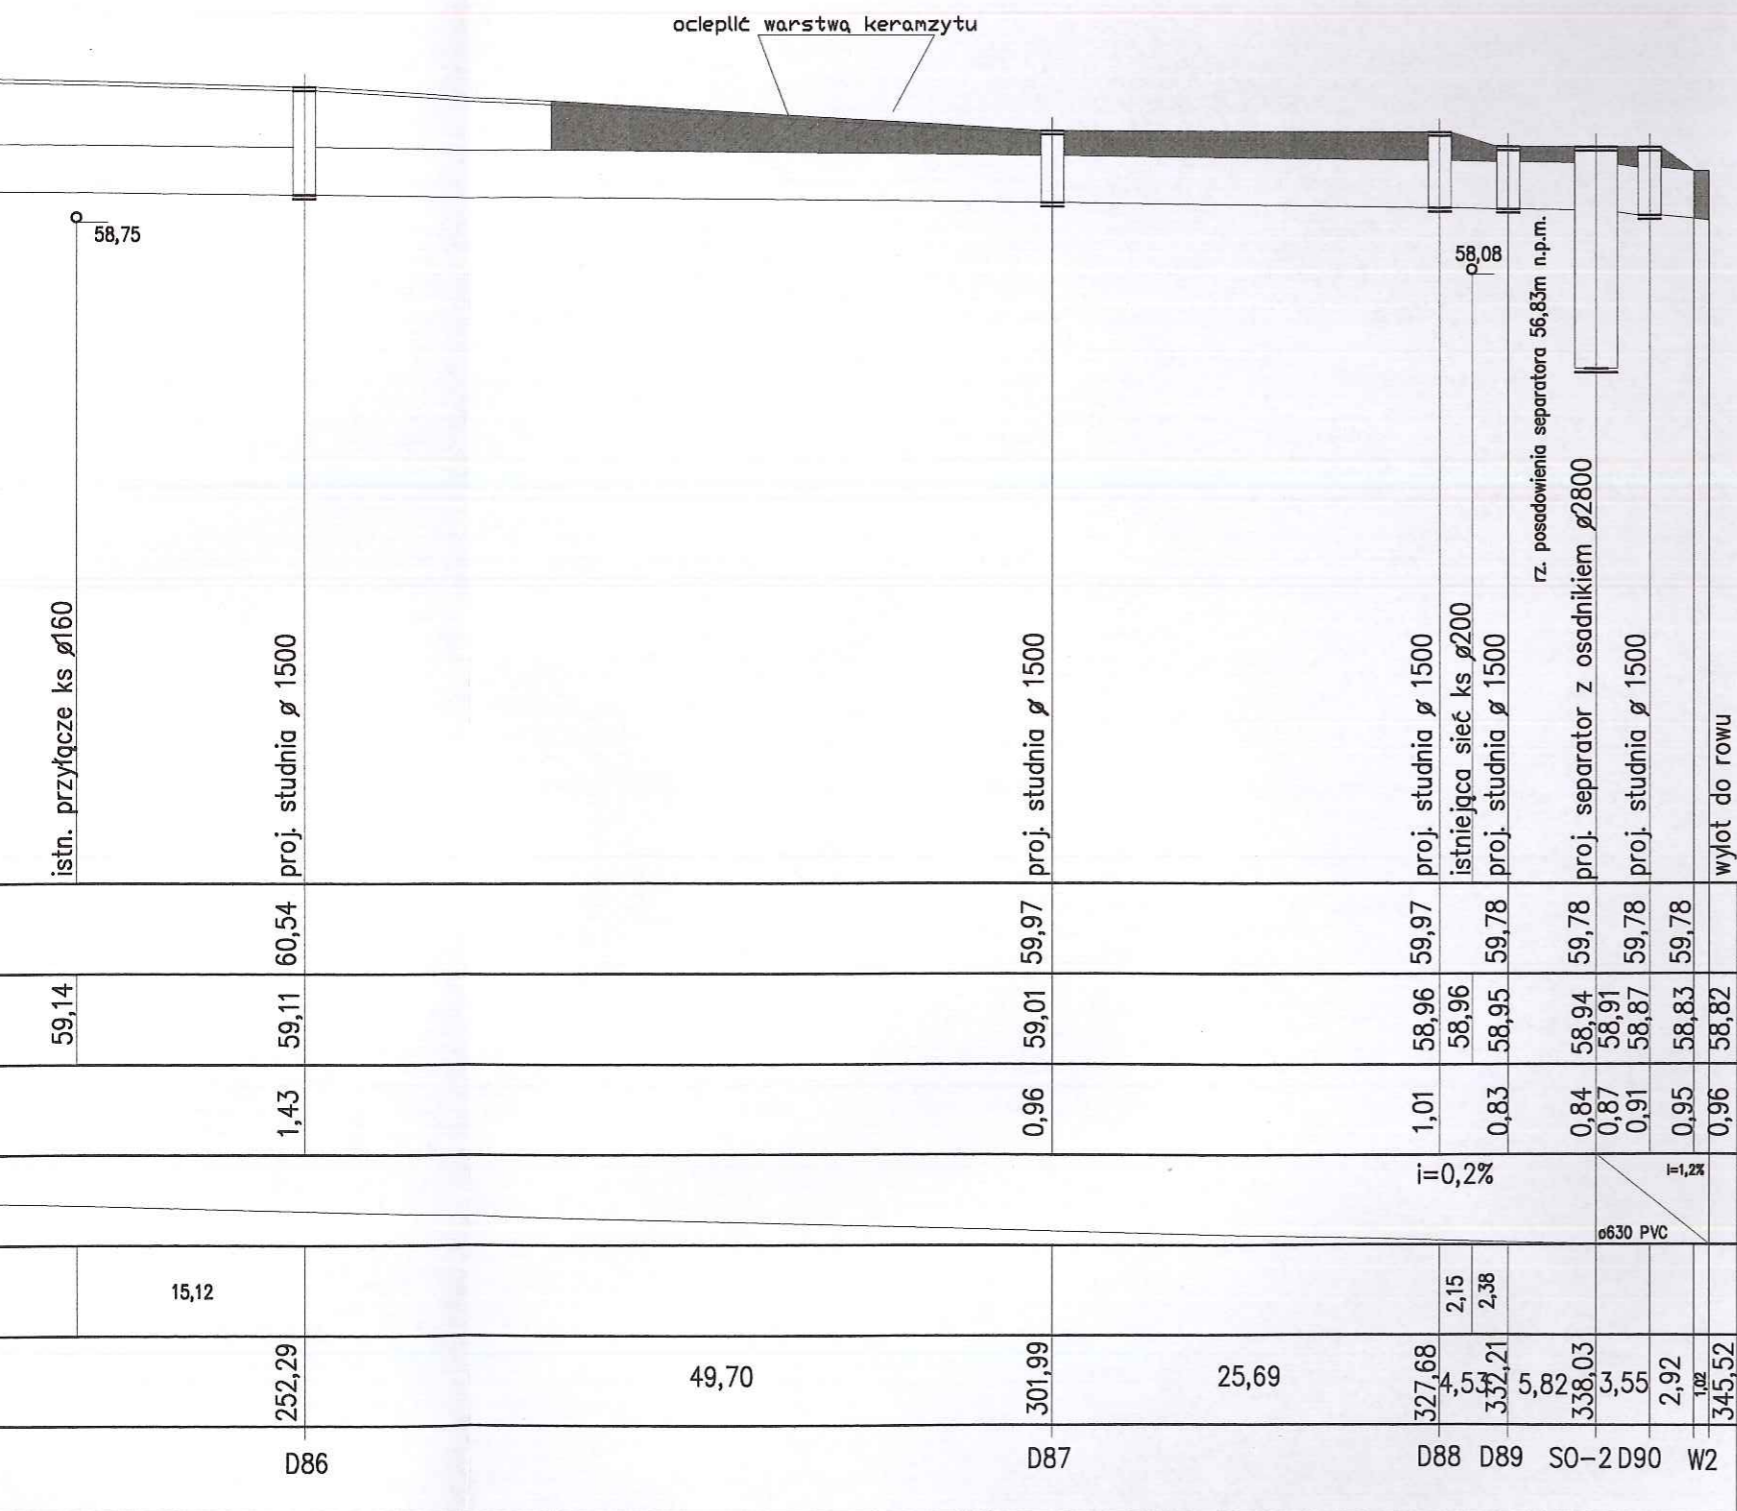 ocieplić warstwą keramzytu
58,75
58,08
rz. posadowienia separatora 56,83m n.p.m.
istn. przyłącze ks ø160
proj. studnia ø 1500
proj. studnia ø 1500
proj. studnia ø 1500
istniejąca sieć ks ø200
proj. studnia ø 1500
proj. separator z osadnikiem ø2800
proj. studnia ø 1500
wylot do rowu
60,54
59,97
59,97
59,78
59,78
59,78
59,78
59,14
59,11
59,01
58,96
58,96
58,95
58,94
58,91
58,87
58,83
58,82
1,43
0,96
1,01
0,83
0,84
0,87
0,91
0,95
0,96
i=0,2%
i=1,2%
ø630 PVC
15,12
2,15
2,38
252,29
49,70
301,99
25,69
327,68
4,53
332,21
5,82
338,03
3,55
2,92
1,02
345,52
D86
D87
D88
D89
SO-2
D90
W2